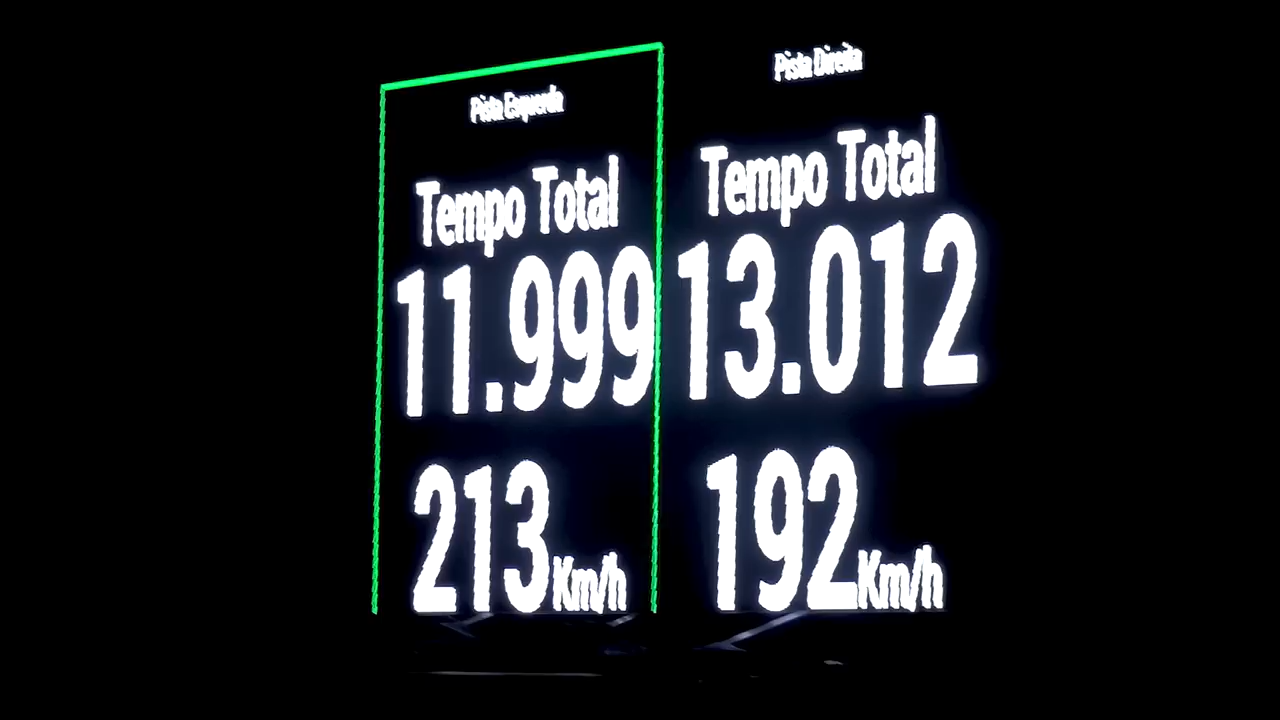 Pista Esquerda
Tempo Total
11.999
213Km/h
Pista Direita
Tempo Total
13.012
192Km/h